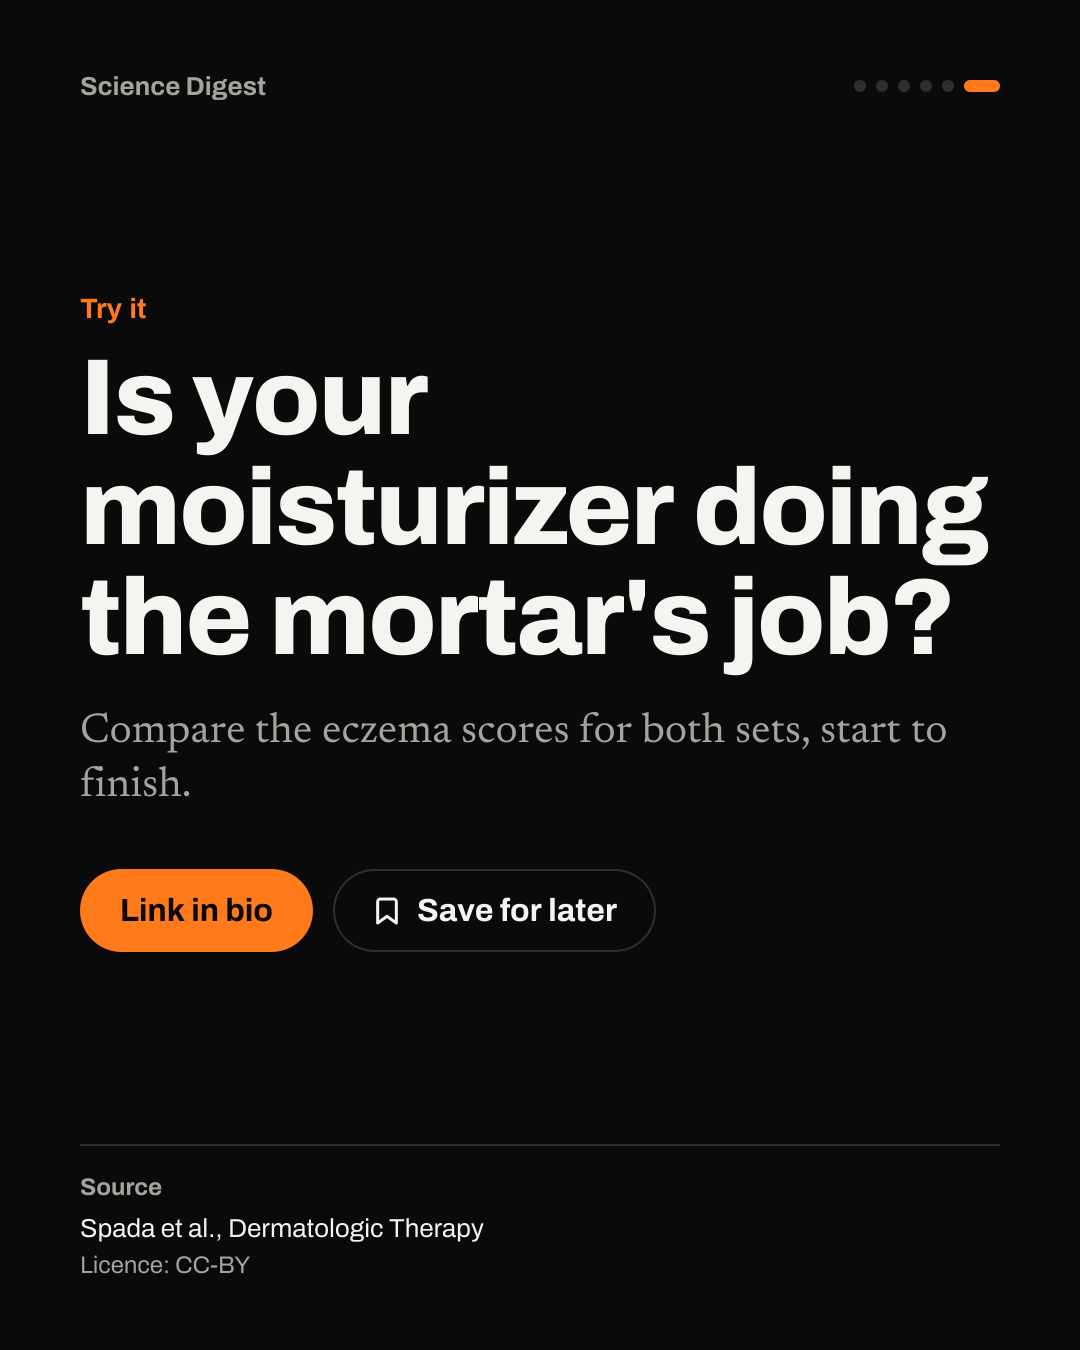 Science Digest
Try it
Is your
moisturizer doing
the mortar's job?
Compare the eczema scores for both sets, start to
finish.
Link in bio
Save for later
Source
Spada et al., Dermatologic Therapy
Licence: CC-BY